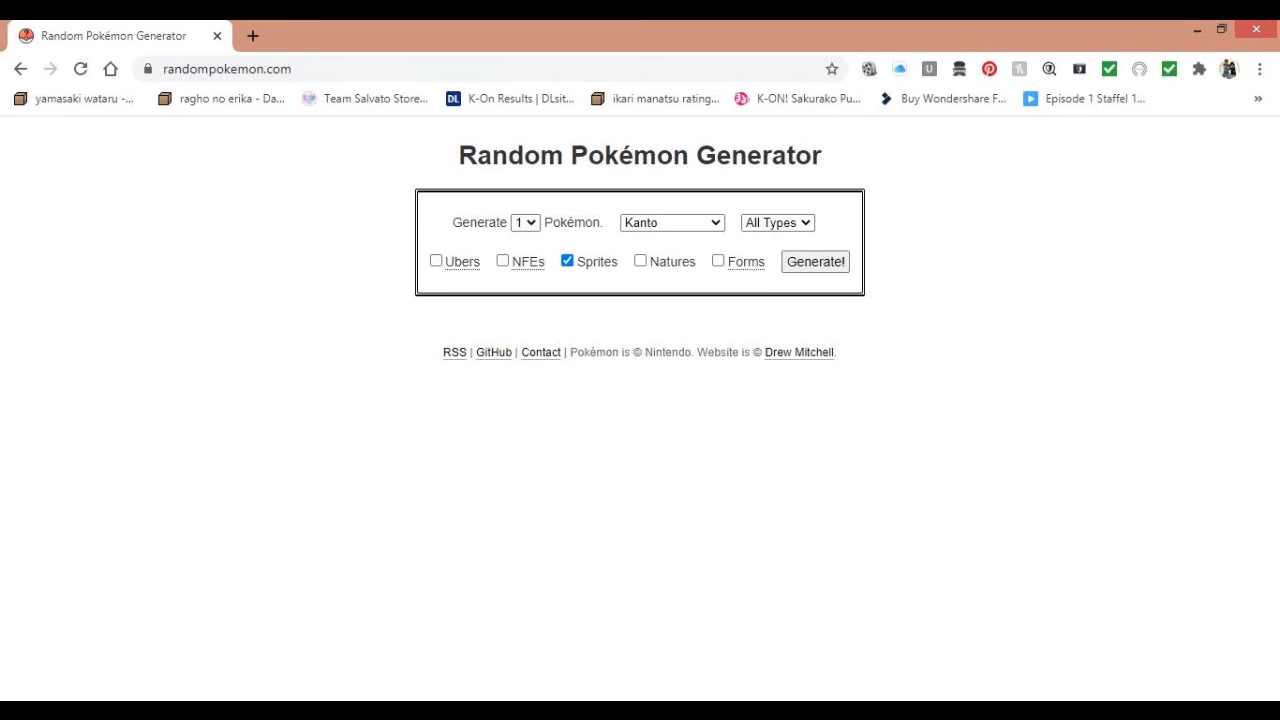 Random Pokémon Generator
randompokemon.com
yamasaki wataru -...
ragho no erika - Da...
Team Salvato Store...
DL K-On Results | DLsit...
ikari manatsu rating...
K-ON! Sakurako Pu...
Buy Wondershare F...
Episode 1 Staffel 1...
»
Random Pokémon Generator
Generate 1 Pokémon. Kanto All Types
Ubers NFEs Sprites Natures Forms Generate!
RSS | GitHub | Contact | Pokémon is © Nintendo. Website is © Drew Mitchell.